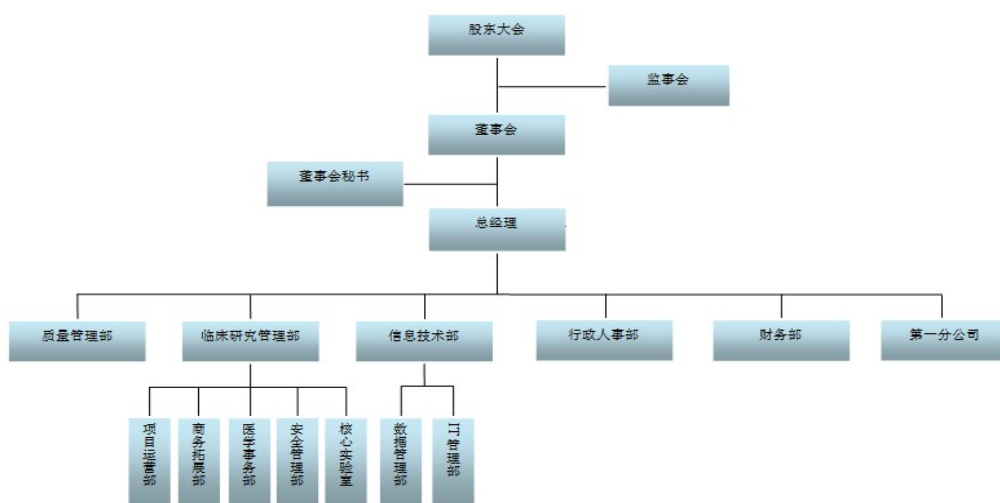 股东大会
监事会
董事会
董事会秘书
总经理
质量管理部
临床研究管理部
信息技术部
行政人事部
财务部
第一分公司
项目运营部
商务拓展部
医学事务部
安全管理部
核心实验室
数据管理部
IT管理部